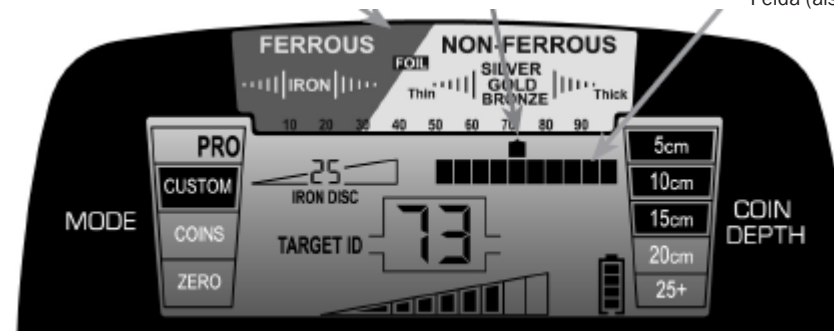 Felda (als
FERROUS
NON-FERROUS
FOIL
IRON
Thin
SILVER
GOLD
BRONZE
Thick
10 20 30 40 50 60 70 80 90
PRO
CUSTOM
COINS
ZERO
MODE
25
IRON DISC
TARGET ID
73
5cm
10cm
15cm
20cm
25+
COIN
DEPTH